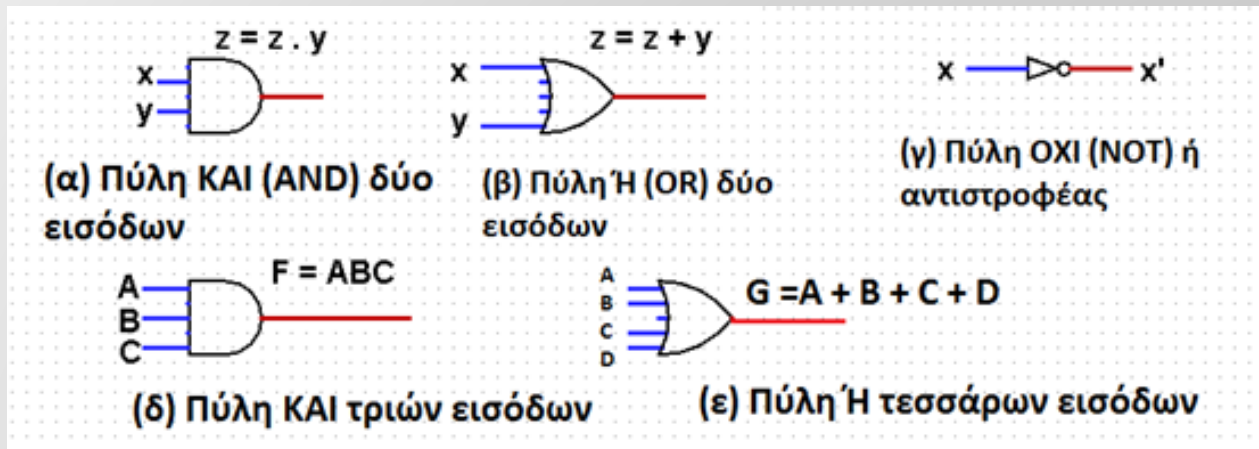 z = z . y
x
y
(α) Πύλη ΚΑΙ (AND) δύο
εισόδων
z = z + y
x
y
(β) Πύλη Ή (OR) δύο
εισόδων
x
x'
(γ) Πύλη ΟΧΙ (NOT) ή
αντιστροφέας
F = ABC
A
B
C
(δ) Πύλη ΚΑΙ τριών εισόδων
A
B
C
D
G =A + B + C + D
(ε) Πύλη Ή τεσσάρων εισόδων